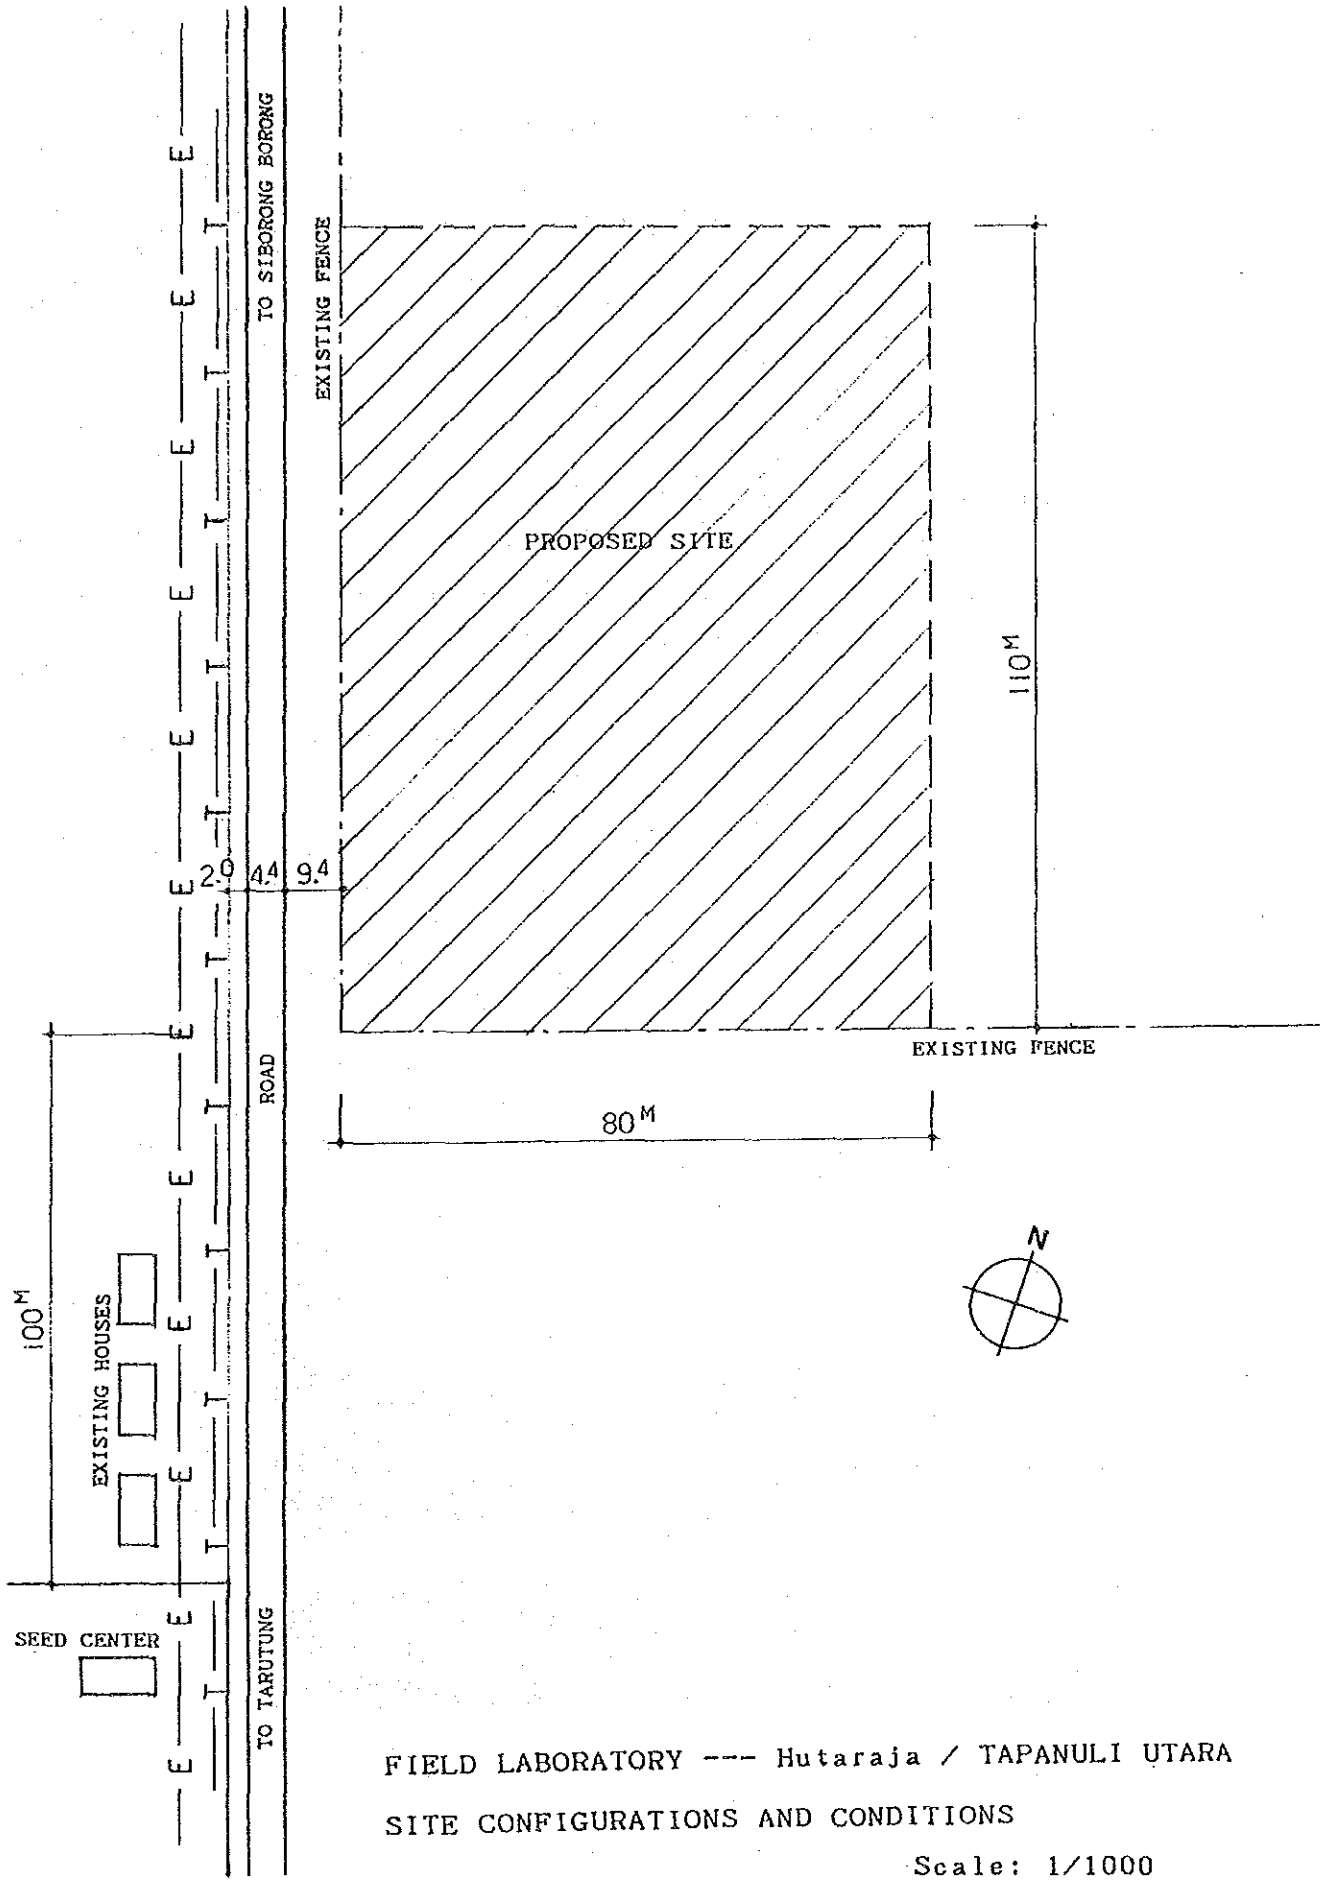 TO SIBORONG BORONG
EXISTING FENCE
E
E
E
E
E
E
E
E
E
E
E
E
T
T
T
T
T
T
T
T
T
T
T
PROPOSED SITE
110M
2.0 4.4 9.4
EXISTING FENCE
ROAD
80M
N
100M
EXISTING HOUSES
SEED CENTER
TO TARUTUNG
FIELD LABORATORY --- Hutaraja / TAPANULI UTARA
SITE CONFIGURATIONS AND CONDITIONS
Scale: 1/1000